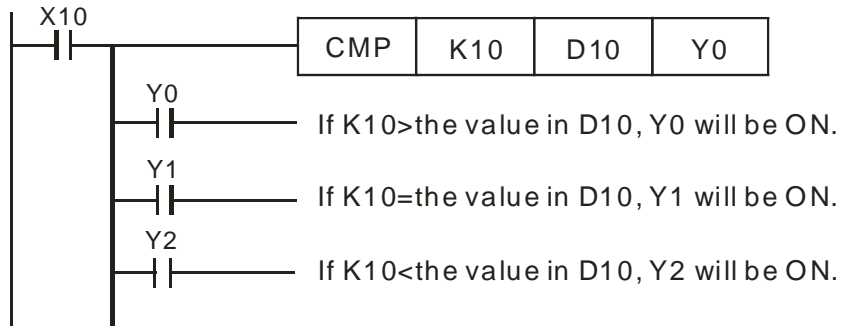 X10
CMP K10 D10 Y0
Y0
If K10>the value in D10, Y0 will be ON.
Y1
If K10=the value in D10, Y1 will be ON.
Y2
If K10<the value in D10, Y2 will be ON.